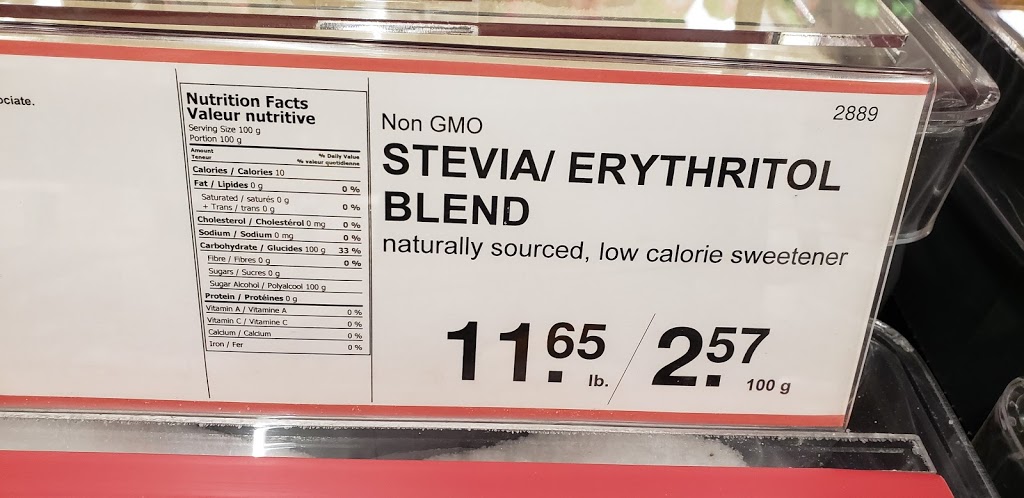 ociate.
Nutrition Facts
Valeur nutritive
Serving Size 100 g
Portion 100 g
Amount % Daily Value
Teneur % valeur quotidienne
Calories / Calories 10
Fat / Lipides 0 g 0 %
Saturated / saturés 0 g
+ Trans / trans 0 g 0 %
Cholesterol / Cholestérol 0 mg 0 %
Sodium / Sodium 0 mg 0 %
Carbohydrate / Glucides 100 g 33 %
Fibre / Fibres 0 g 0 %
Sugars / Sucres 0 g
Sugar Alcohol / Polyalcool 100 g
Protein / Protéines 0 g
Vitamin A / Vitamine A 0 %
Vitamin C / Vitamine C 0 %
Calcium / Calcium 0 %
Iron / Fer 0 %
2889
Non GMO
STEVIA/ ERYTHRITOL
BLEND
naturally sourced, low calorie sweetener
11.65 lb. / 2.57 100 g